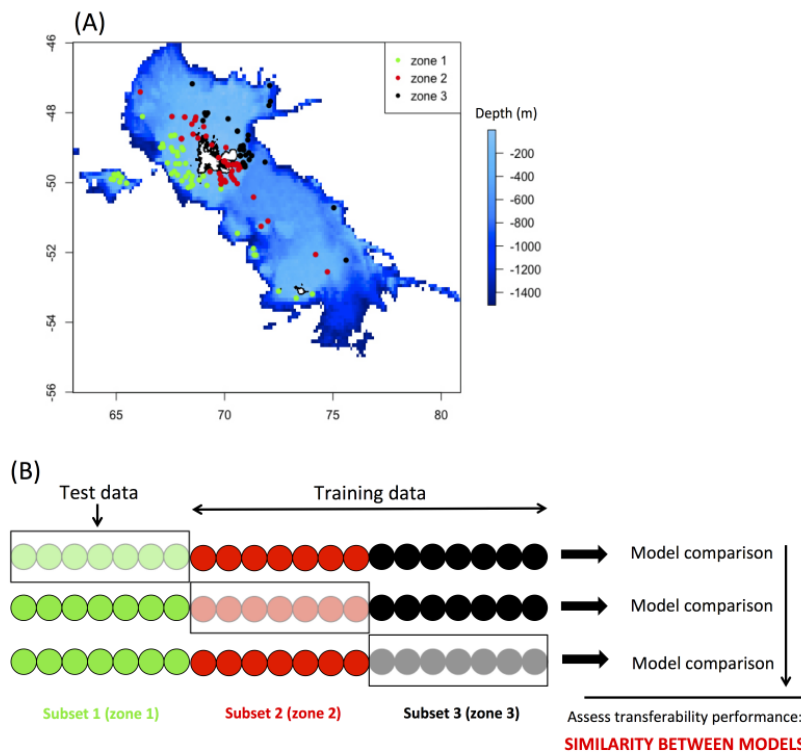 (A)
-46
-48
-50
-52
-54
-56
65
70
75
80
zone 1
zone 2
zone 3
Depth (m)
-200
-400
-600
-800
-1000
-1200
-1400
(B)
Test data
Training data
Model comparison
Model comparison
Model comparison
Subset 1 (zone 1)
Subset 2 (zone 2)
Subset 3 (zone 3)
Assess transferability performance:
SIMILARITY BETWEEN MODELS